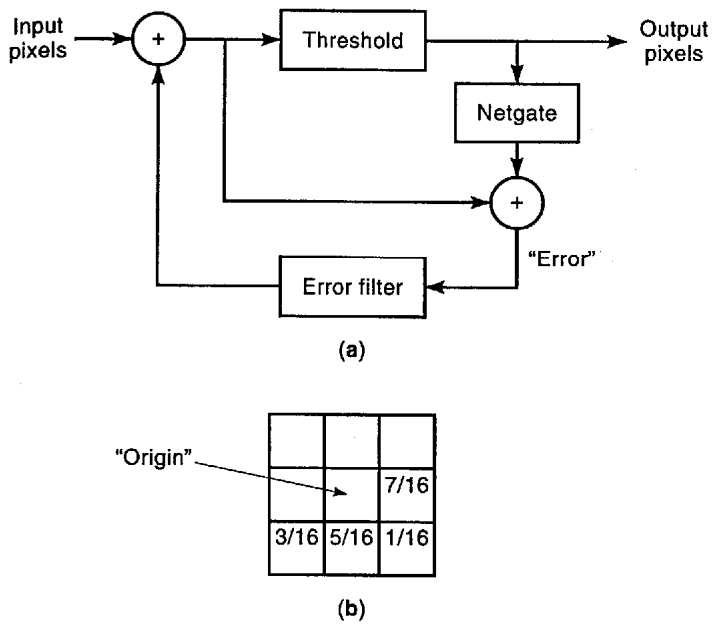 Input
pixels
+
Threshold
Output
pixels
Netgate
+
"Error"
Error filter
(a)
"Origin"
7/16
3/16 5/16 1/16
(b)